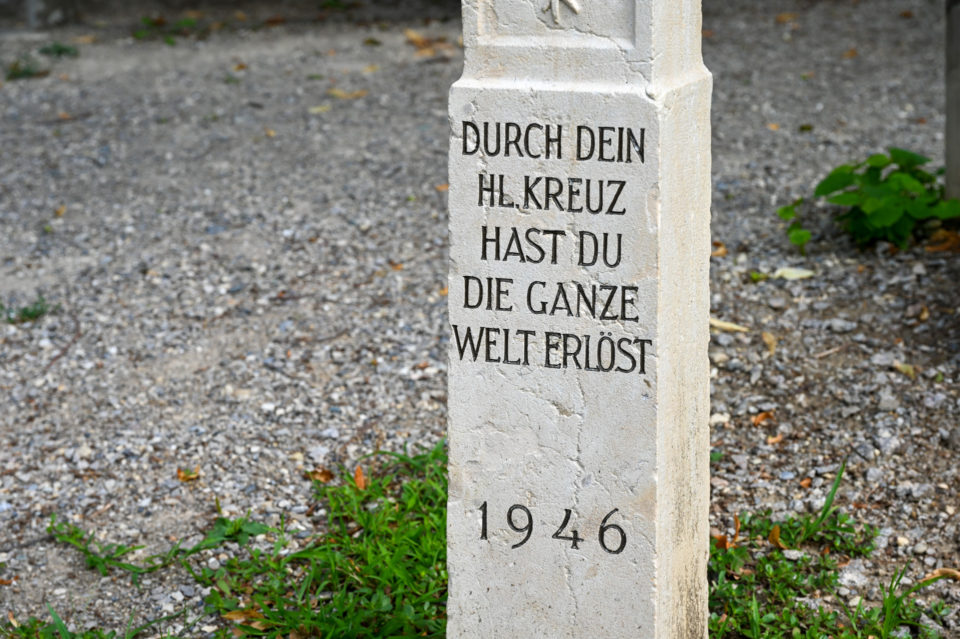 DURCH DEIN
HL. KREUZ
HAST DU
DIE GANZE
WELT ERLÖST
1946